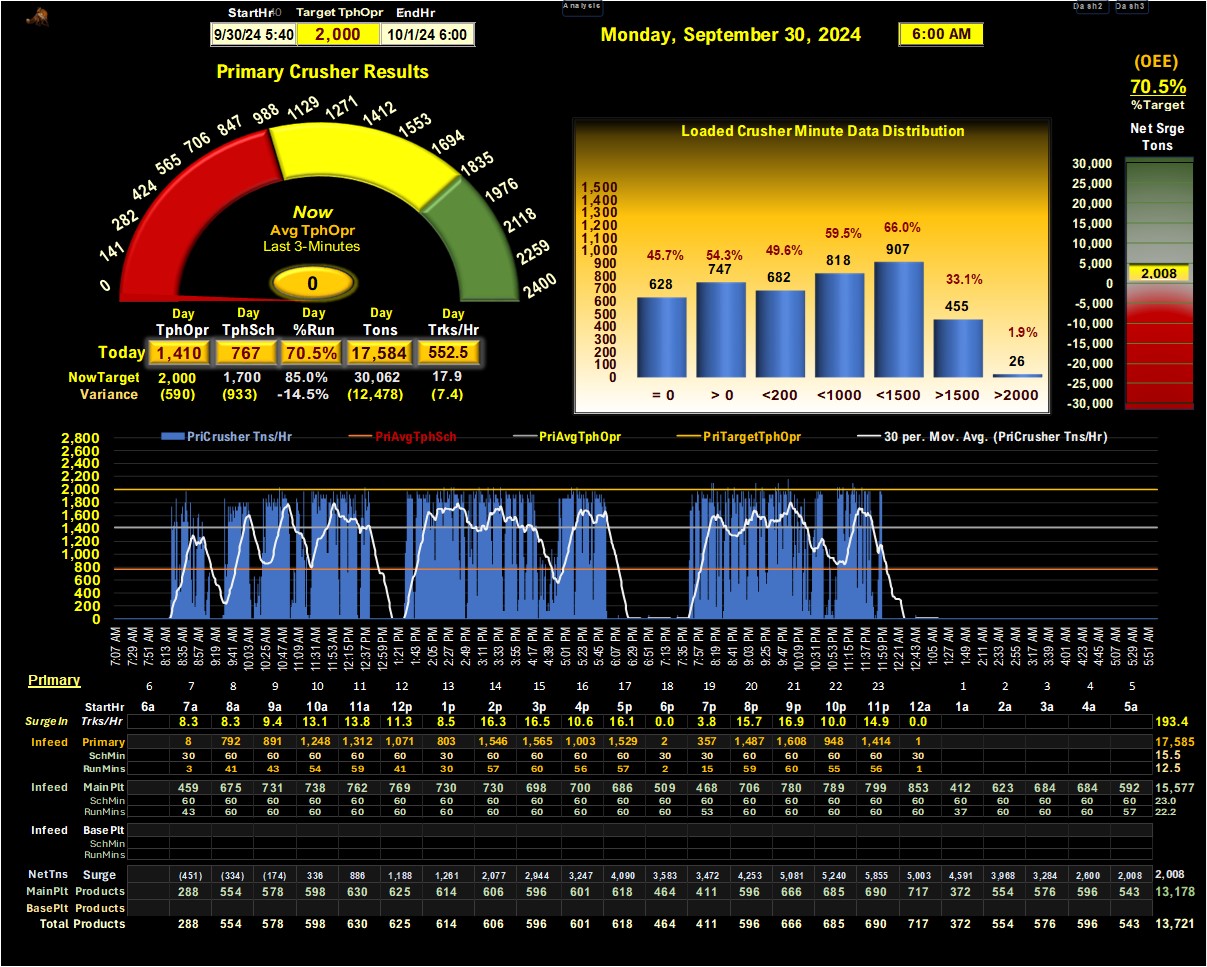 StartHr Target TphOpr EndHr
9/30/24 5:40 2,000 10/1/24 6:00
Analysis
Dash2 Dash3
Monday, September 30, 2024 6:00 AM
(OEE)
70.5%
%Target
Primary Crusher Results
0 141 282 424 565 706 847 988 1129 1271 1412 1553 1694 1835 1976 2118 2259 2400
Now
Avg TphOpr
Last 3-Minutes
0
Day Day Day Day Day
TphOpr TphSch %Run Tons Trks/Hr
Today 1,410 767 70.5% 17,584 552.5
NowTarget 2,000 1,700 85.0% 30,062 17.9
Variance (590) (933) -14.5% (12,478) (7.4)
Loaded Crusher Minute Data Distribution
1,500
1,400
1,300
1,200
1,100
1,000
900
800
700
600
500
400
300
200
100
0
45.7% 54.3% 49.6% 59.5% 66.0% 33.1% 1.9%
628 747 682 818 907 455 26
= 0 > 0 <200 <1000 <1500 >1500 >2000
Net Srge
Tons
30,000
25,000
20,000
15,000
10,000
5,000
0
-5,000
-10,000
-15,000
-20,000
-25,000
-30,000
2,008
PriCrusher Tns/Hr PriAvgTphSch PriAvgTphOpr PriTargetTphOpr 30 per. Mov. Avg. (PriCrusher Tns/Hr)
2,800
2,600
2,400
2,200
2,000
1,800
1,600
1,400
1,200
1,000
800
600
400
200
0
7:07 AM 7:29 AM 7:51 AM 8:13 AM 8:35 AM 8:57 AM 9:19 AM 9:41 AM 10:03 AM 10:25 AM 10:47 AM 11:09 AM 11:31 AM 11:53 AM 12:15 PM 12:37 PM 12:59 PM 1:21 PM 1:43 PM 2:05 PM 2:27 PM 2:49 PM 3:11 PM 3:33 PM 3:55 PM 4:17 PM 4:39 PM 5:01 PM 5:23 PM 5:45 PM 6:07 PM 6:29 PM 6:51 PM 7:13 PM 7:35 PM 7:57 PM 8:19 PM 8:41 PM 9:03 PM 9:25 PM 9:47 PM 10:09 PM 10:31 PM 10:53 PM 11:15 PM 11:37 PM 11:59 PM 12:21 AM 12:43 AM 1:05 AM 1:27 AM 1:49 AM 2:11 AM 2:33 AM 2:55 AM 3:17 AM 3:39 AM 4:01 AM 4:23 AM 4:45 AM 5:07 AM 5:29 AM 5:51 AM
Primary 6 7 8 9 10 11 12 13 14 15 16 17 18 19 20 21 22 23 1 2 3 4 5
StartHr 6a 7a 8a 9a 10a 11a 12p 1p 2p 3p 4p 5p 6p 7p 8p 9p 10p 11p 12a 1a 2a 3a 4a 5a
SurgeIn Trks/Hr 8.3 8.3 9.4 13.1 13.8 11.3 8.5 16.3 16.5 10.6 16.1 0.0 3.8 15.7 16.9 10.0 14.9 0.0 193.4
Infeed Primary 8 792 891 1,248 1,312 1,071 803 1,546 1,565 1,003 1,529 2 357 1,487 1,608 948 1,414 1 17,585
SchMin 30 60 60 60 60 60 30 60 60 60 60 30 30 60 60 60 60 30 15.5
RunMins 3 41 43 54 59 41 30 57 60 56 57 2 15 59 60 55 56 1 12.5
Infeed MainPlt 459 675 731 738 762 769 730 730 698 700 686 509 468 706 780 789 799 853 412 623 684 684 592 15,577
SchMin 60 60 60 60 60 60 60 60 60 60 60 60 60 60 60 60 60 60 60 60 60 60 60 23.0
RunMins 43 60 60 60 60 60 60 60 60 60 60 60 53 60 60 60 60 60 37 60 60 60 57 22.2
Infeed Base Plt
SchMin
RunMins
NetTns Surge (451) (334) (174) 336 886 1,188 1,261 2,077 2,944 3,247 4,090 3,583 3,472 4,253 5,081 5,240 5,855 5,003 4,591 3,968 3,284 2,600 2,008 2,008
MainPlt Products 288 554 578 598 630 625 614 606 596 601 618 464 411 596 666 685 690 717 372 554 576 596 543 13,178
BasePlt Products
Total Products 288 554 578 598 630 625 614 606 596 601 618 464 411 596 666 685 690 717 372 554 576 596 543 13,721